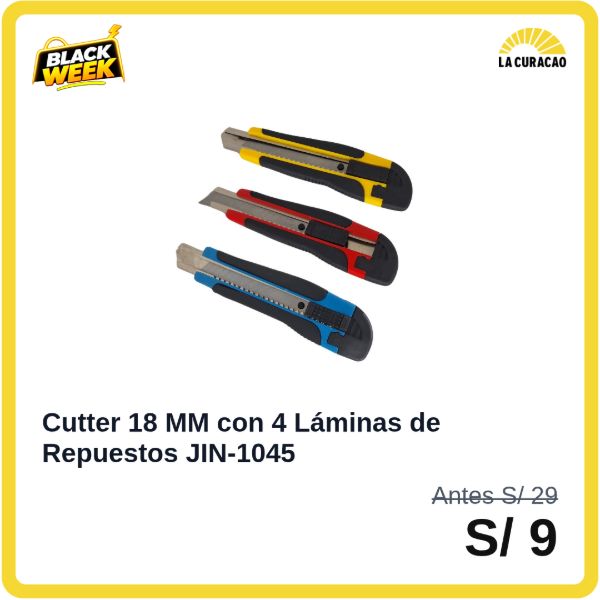 BLACK
WEEK
LA CURACAO
Cutter 18 MM con 4 Láminas de
Repuestos JIN-1045
Antes S/ 29
S/ 9